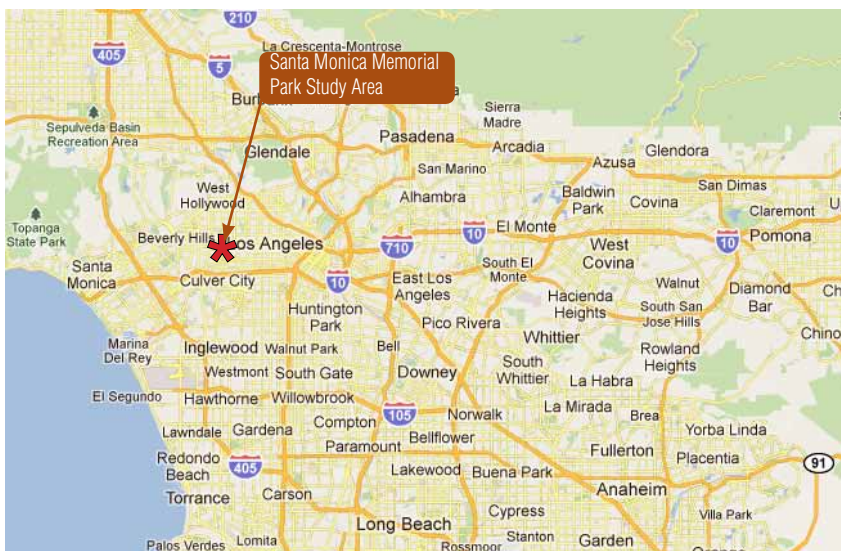 210
405
La Crescenta-Montrose
5
Santa Monica Memorial
Park Study Area
Sierra
Madre
Sepulveda Basin
Recreation Area
Pasadena
Arcadia
Glendora
Glendale
Azusa
San Marino
San Dimas
West
Hollywood
Alhambra
Baldwin
Park
Covina
Claremont
Topanga
State Park
Beverly Hills
Los Angeles
710
10
El Monte
10
Pomona
West
Covina
Santa
Monica
Culver City
10
East Los
Angeles
South El
Monte
Walnut
Diamond
Bar
Huntington
Park
Hacienda
Heights
South San
Jose Hills
Pico Rivera
Chino
Marina
Del Rey
Inglewood
Walnut Park
Bell
Whittier
Rowland
Heights
Westmont
South Gate
Downey
South
Whittier
La Habra
El Segundo
Hawthorne
Willowbrook
105
Norwalk
La Mirada
Brea
Compton
Lawndale
Gardena
Bellflower
Yorba Linda
Paramount
Fullerton
Placentia
Redondo
Beach
405
Lakewood
Buena Park
91
Anaheim
Torrance
Carson
Cypress
Villa Park
Long Beach
Stanton
Garden
Palos Verdes
Lomita
Rossmoor